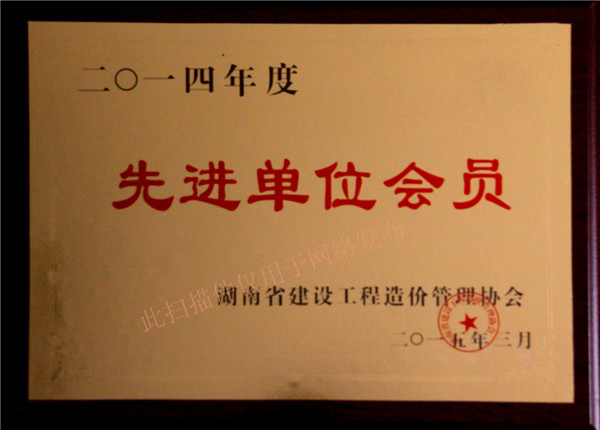 二〇一四年度
先进单位会员
此扫描件仅用于网络发布
湖南省建设工程造价管理协会
二〇一五年三月